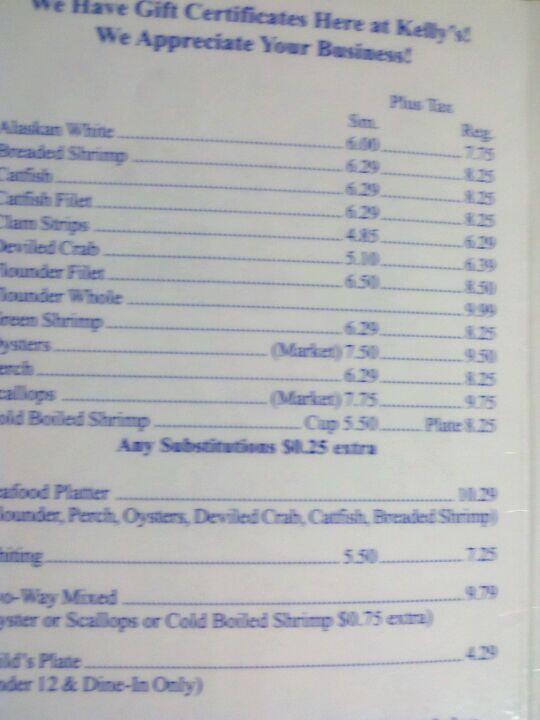 We Have Gift Certificates Here at Kelly's!
We Appreciate Your Business!
Plus Tax
Sm. Reg.
Alaskan White 6.00 7.75
Breaded Shrimp 6.29 8.25
Catfish 6.29 8.25
Catfish Filet 6.29 8.25
Clam Strips 4.85 6.29
Deviled Crab 5.10 6.39
lounder Filet 6.50 8.50
lounder Whole 9.99
reen Shrimp 6.29 8.25
ysters (Market) 7.50 9.50
erch 6.29 8.25
callops (Market) 7.75 9.75
old Boiled Shrimp Cup 5.50 Plate 8.25
Any Substitutions $0.25 extra
eafood Platter 10.29
lounder, Perch, Oysters, Deviled Crab, Catfish, Breaded Shrimp)
hiting 5.50 7.25
wo-Way Mixed 9.79
yster or Scallops or Cold Boiled Shrimp $0.75 extra)
ild's Plate 4.29
nder 12 & Dine-In Only)